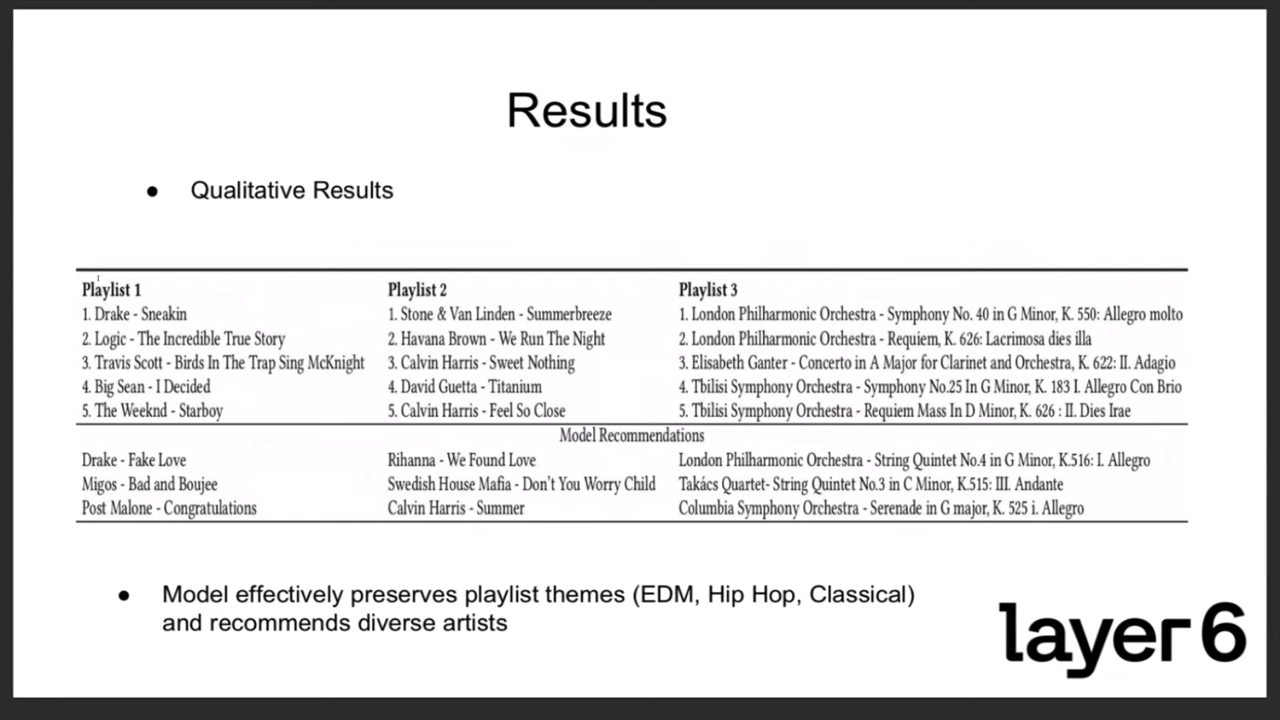 Results
● Qualitative Results
Playlist 1 Playlist 2 Playlist 3
1. Drake - Sneakin 1. Stone & Van Linden - Summerbreeze 1. London Philharmonic Orchestra - Symphony No. 40 in G Minor, K. 550: Allegro molto
2. Logic - The Incredible True Story 2. Havana Brown - We Run The Night 2. London Philharmonic Orchestra - Requiem, K. 626: Lacrimosa dies illa
3. Travis Scott - Birds In The Trap Sing McKnight 3. Calvin Harris - Sweet Nothing 3. Elisabeth Ganter - Concerto in A Major for Clarinet and Orchestra, K. 622: II. Adagio
4. Big Sean - I Decided 4. David Guetta - Titanium 4. Tbilisi Symphony Orchestra - Symphony No.25 In G Minor, K. 183 I. Allegro Con Brio
5. The Weeknd - Starboy 5. Calvin Harris - Feel So Close 5. Tbilisi Symphony Orchestra - Requiem Mass In D Minor, K. 626 : II. Dies Irae
Model Recommendations
Drake - Fake Love Rihanna - We Found Love London Philharmonic Orchestra - String Quintet No.4 in G Minor, K.516: I. Allegro
Migos - Bad and Boujee Swedish House Mafia - Don't You Worry Child Takács Quartet- String Quintet No.3 in C Minor, K.515: III. Andante
Post Malone - Congratulations Calvin Harris - Summer Columbia Symphony Orchestra - Serenade in G major, K. 525 i. Allegro
● Model effectively preserves playlist themes (EDM, Hip Hop, Classical)
and recommends diverse artists
layer 6